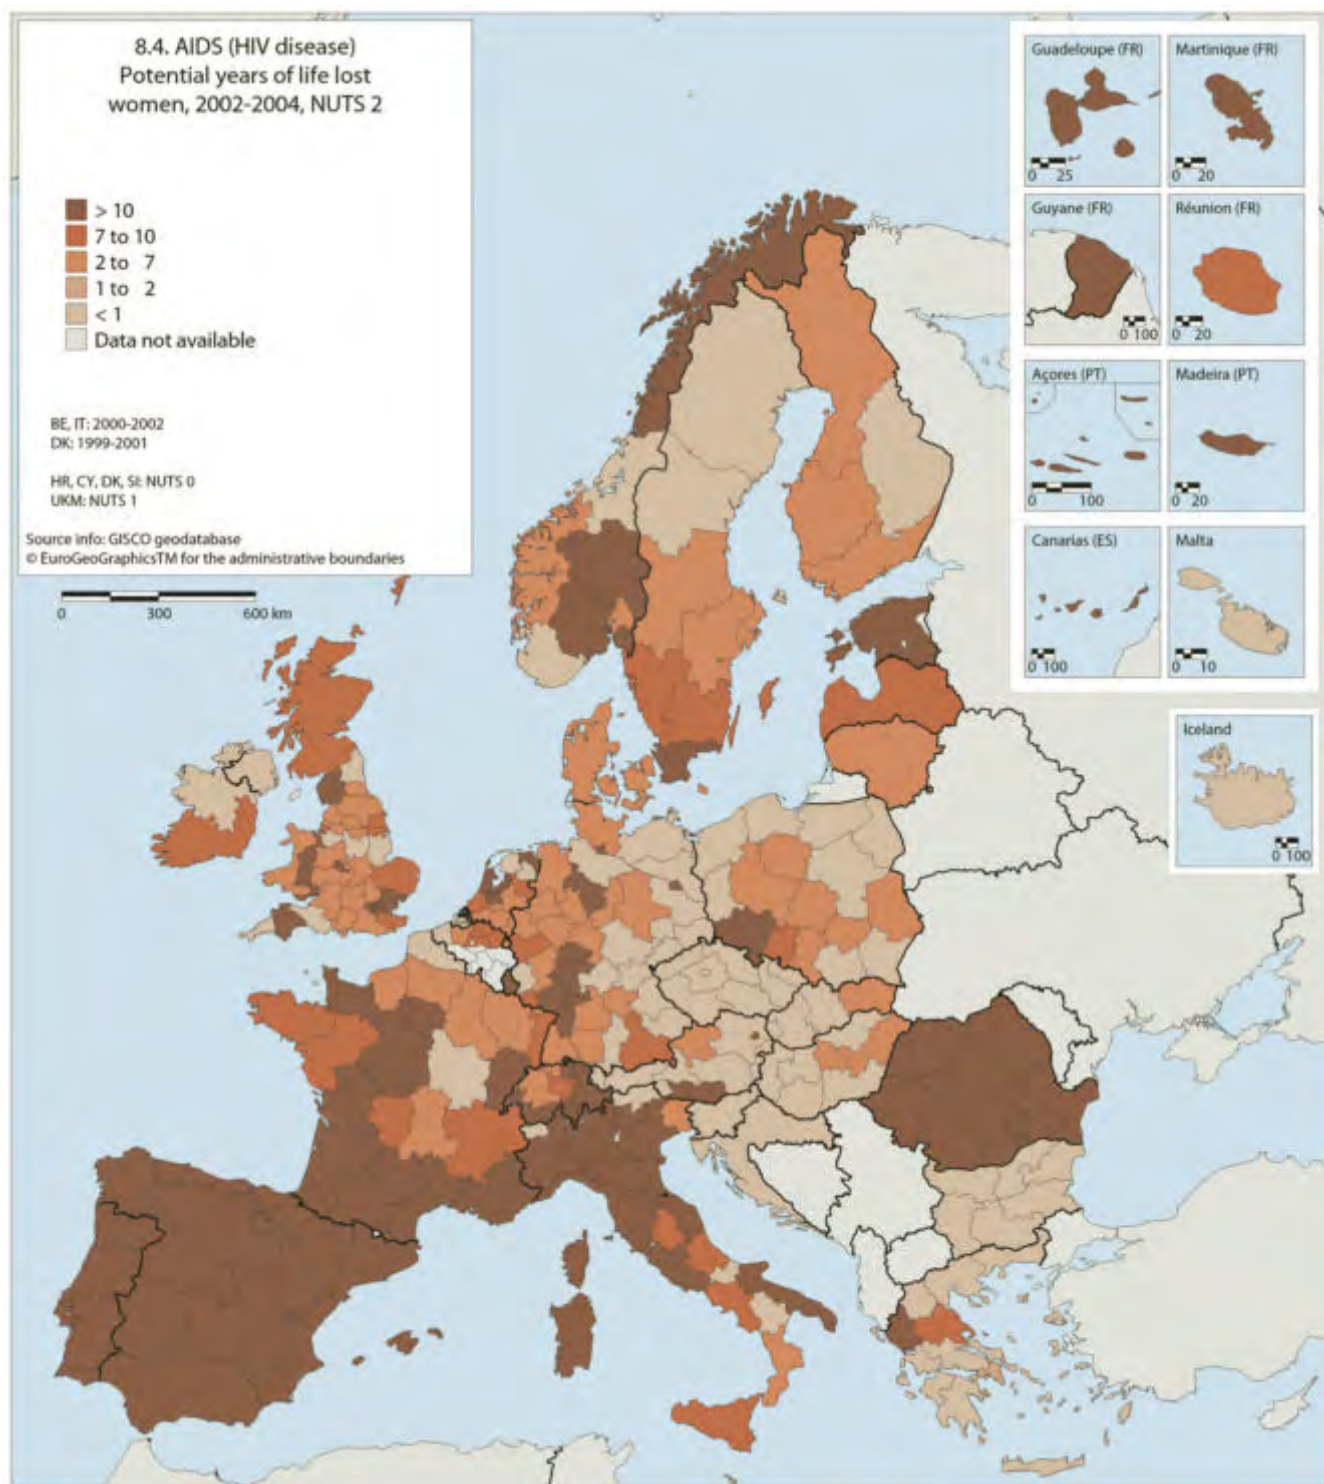 8.4. AIDS (HIV disease)
Potential years of life lost
women, 2002-2004, NUTS 2
> 10
7 to 10
2 to 7
1 to 2
< 1
Data not available
BE, IT: 2000-2002
DK: 1999-2001
HR, CY, DK, SI: NUTS 0
UKM: NUTS 1
Source info: GISCO geodatabase
© EuroGeoGraphicsTM for the administrative boundaries
0 300 600 km
Guadeloupe (FR)
0 25
Martinique (FR)
0 20
Guyane (FR)
0 100
Réunion (FR)
0 20
Açores (PT)
0 100
Madeira (PT)
0 20
Canarias (ES)
0 100
Malta
0 10
Iceland
0 100